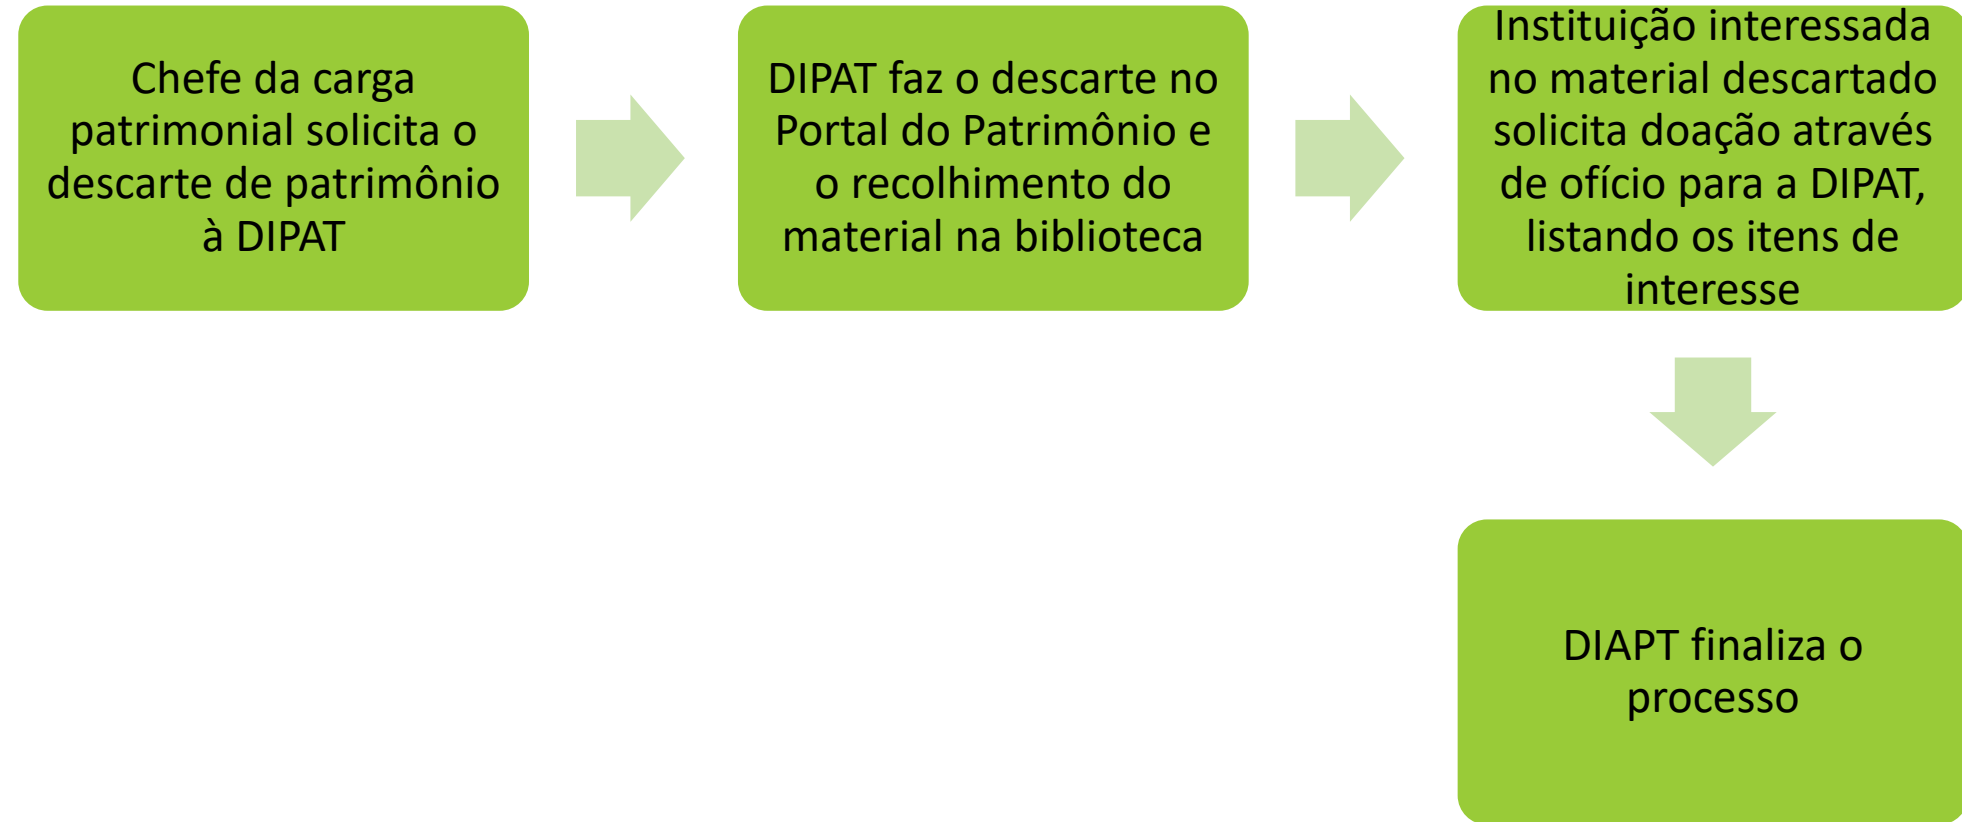 Chefe da carga
patrimonial solicita o
descarte de patrimônio
à DIPAT
DIPAT faz o descarte no
Portal do Patrimônio e
o recolhimento do
material na biblioteca
Instituição interessada
no material descartado
solicita doação através
de ofício para a DIPAT,
listando os itens de
interesse
DIAPT finaliza o
processo